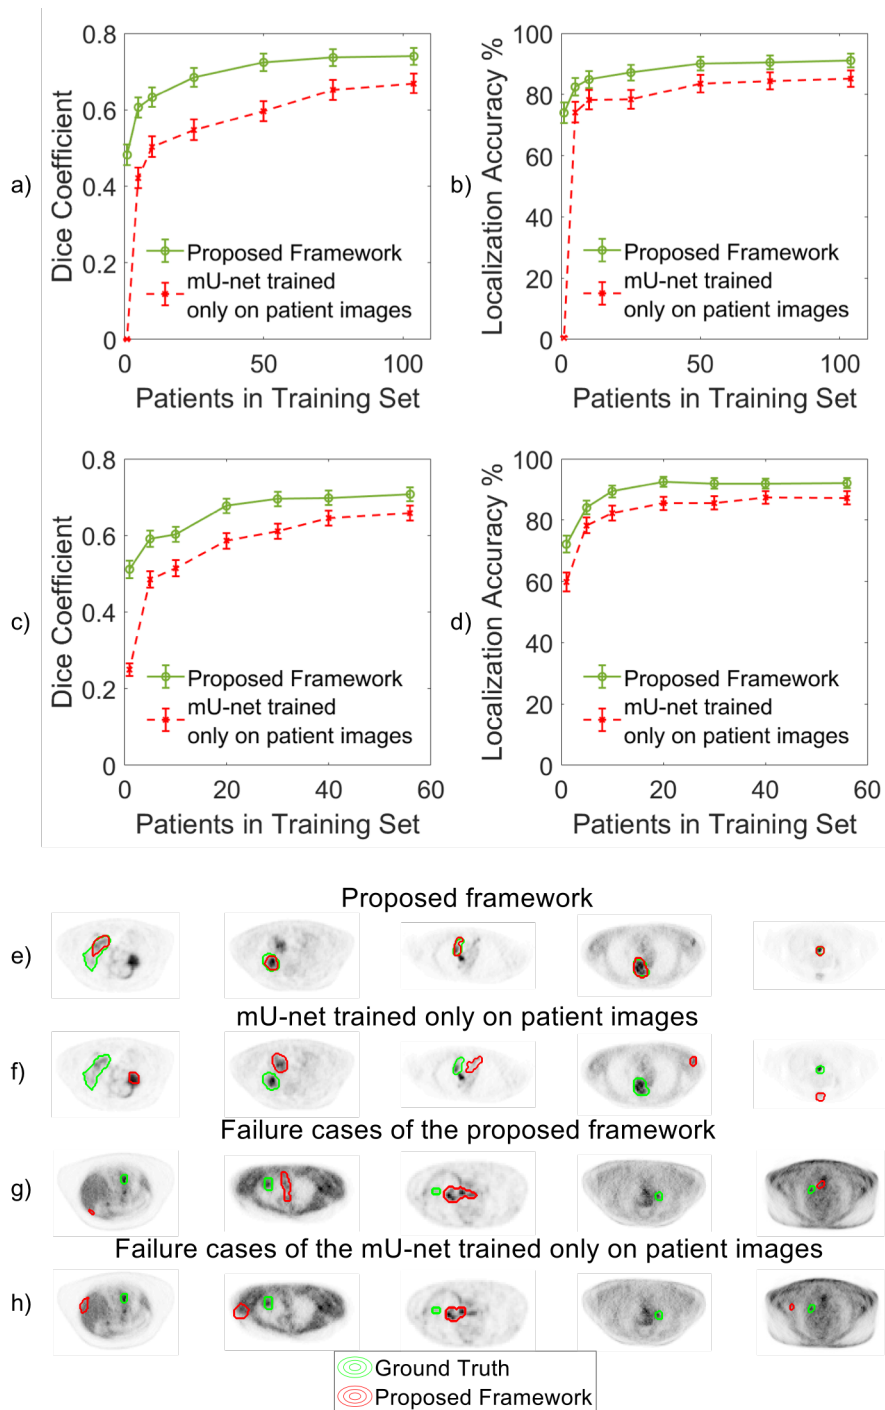 a)
Dice Coefficient
0.8
0.6
0.4
0.2
0
Proposed Framework
mU-net trained
only on patient images
0 50 100
Patients in Training Set
b)
Localization Accuracy %
100
80
60
40
20
0
Proposed Framework
mU-net trained
only on patient images
0 50 100
Patients in Training Set
c)
Dice Coefficient
0.8
0.6
0.4
0.2
0
Proposed Framework
mU-net trained
only on patient images
0 20 40 60
Patients in Training Set
d)
Localization Accuracy %
100
80
60
40
20
0
Proposed Framework
mU-net trained
only on patient images
0 20 40 60
Patients in Training Set
Proposed framework
e)
mU-net trained only on patient images
f)
Failure cases of the proposed framework
g)
Failure cases of the mU-net trained only on patient images
h)
Ground Truth
Proposed Framework